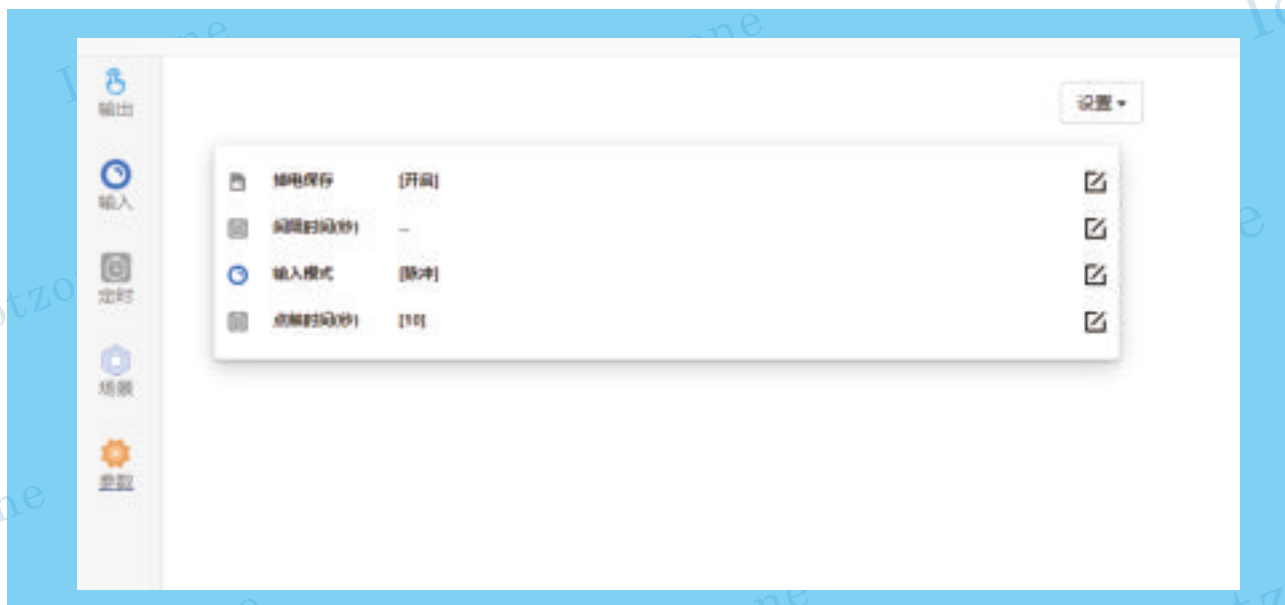 输出
设置
输入
掉电保存 [开启]
间隔时间(秒) --
输入模式 [脉冲]
定时
点触时间(秒) [10]
场景
参数
Iotzone